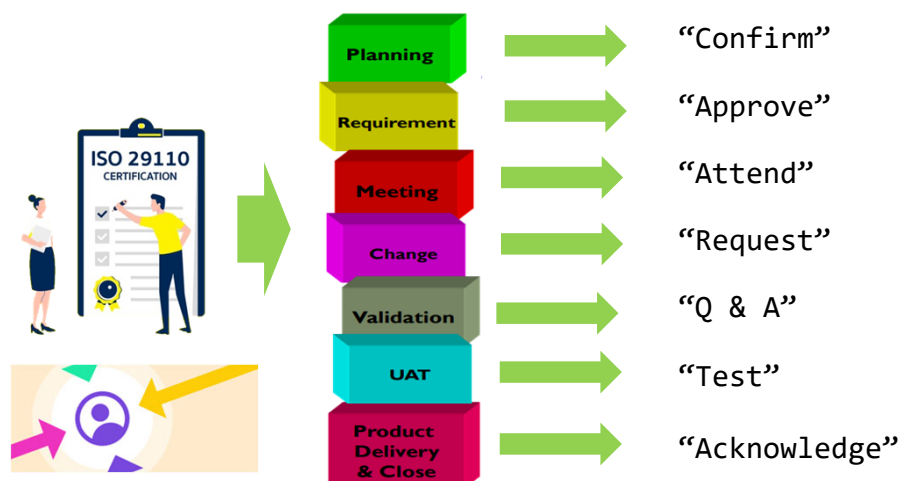 ISO 29110
CERTIFICATION
Planning
“Confirm”
Requirement
“Approve”
Meeting
“Attend”
Change
“Request”
Validation
“Q & A”
UAT
“Test”
Product
Delivery
& Close
“Acknowledge”